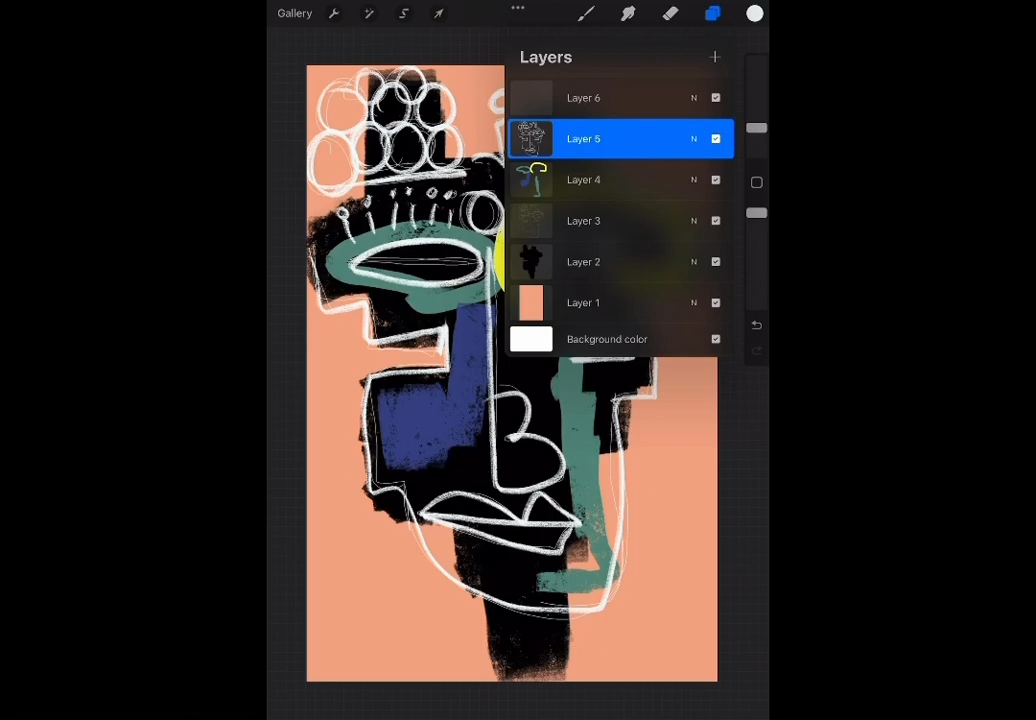 Gallery
Layers
Layer 6 N
Layer 5 N
Layer 4 N
Layer 3 N
Layer 2 N
Layer 1 N
Background color